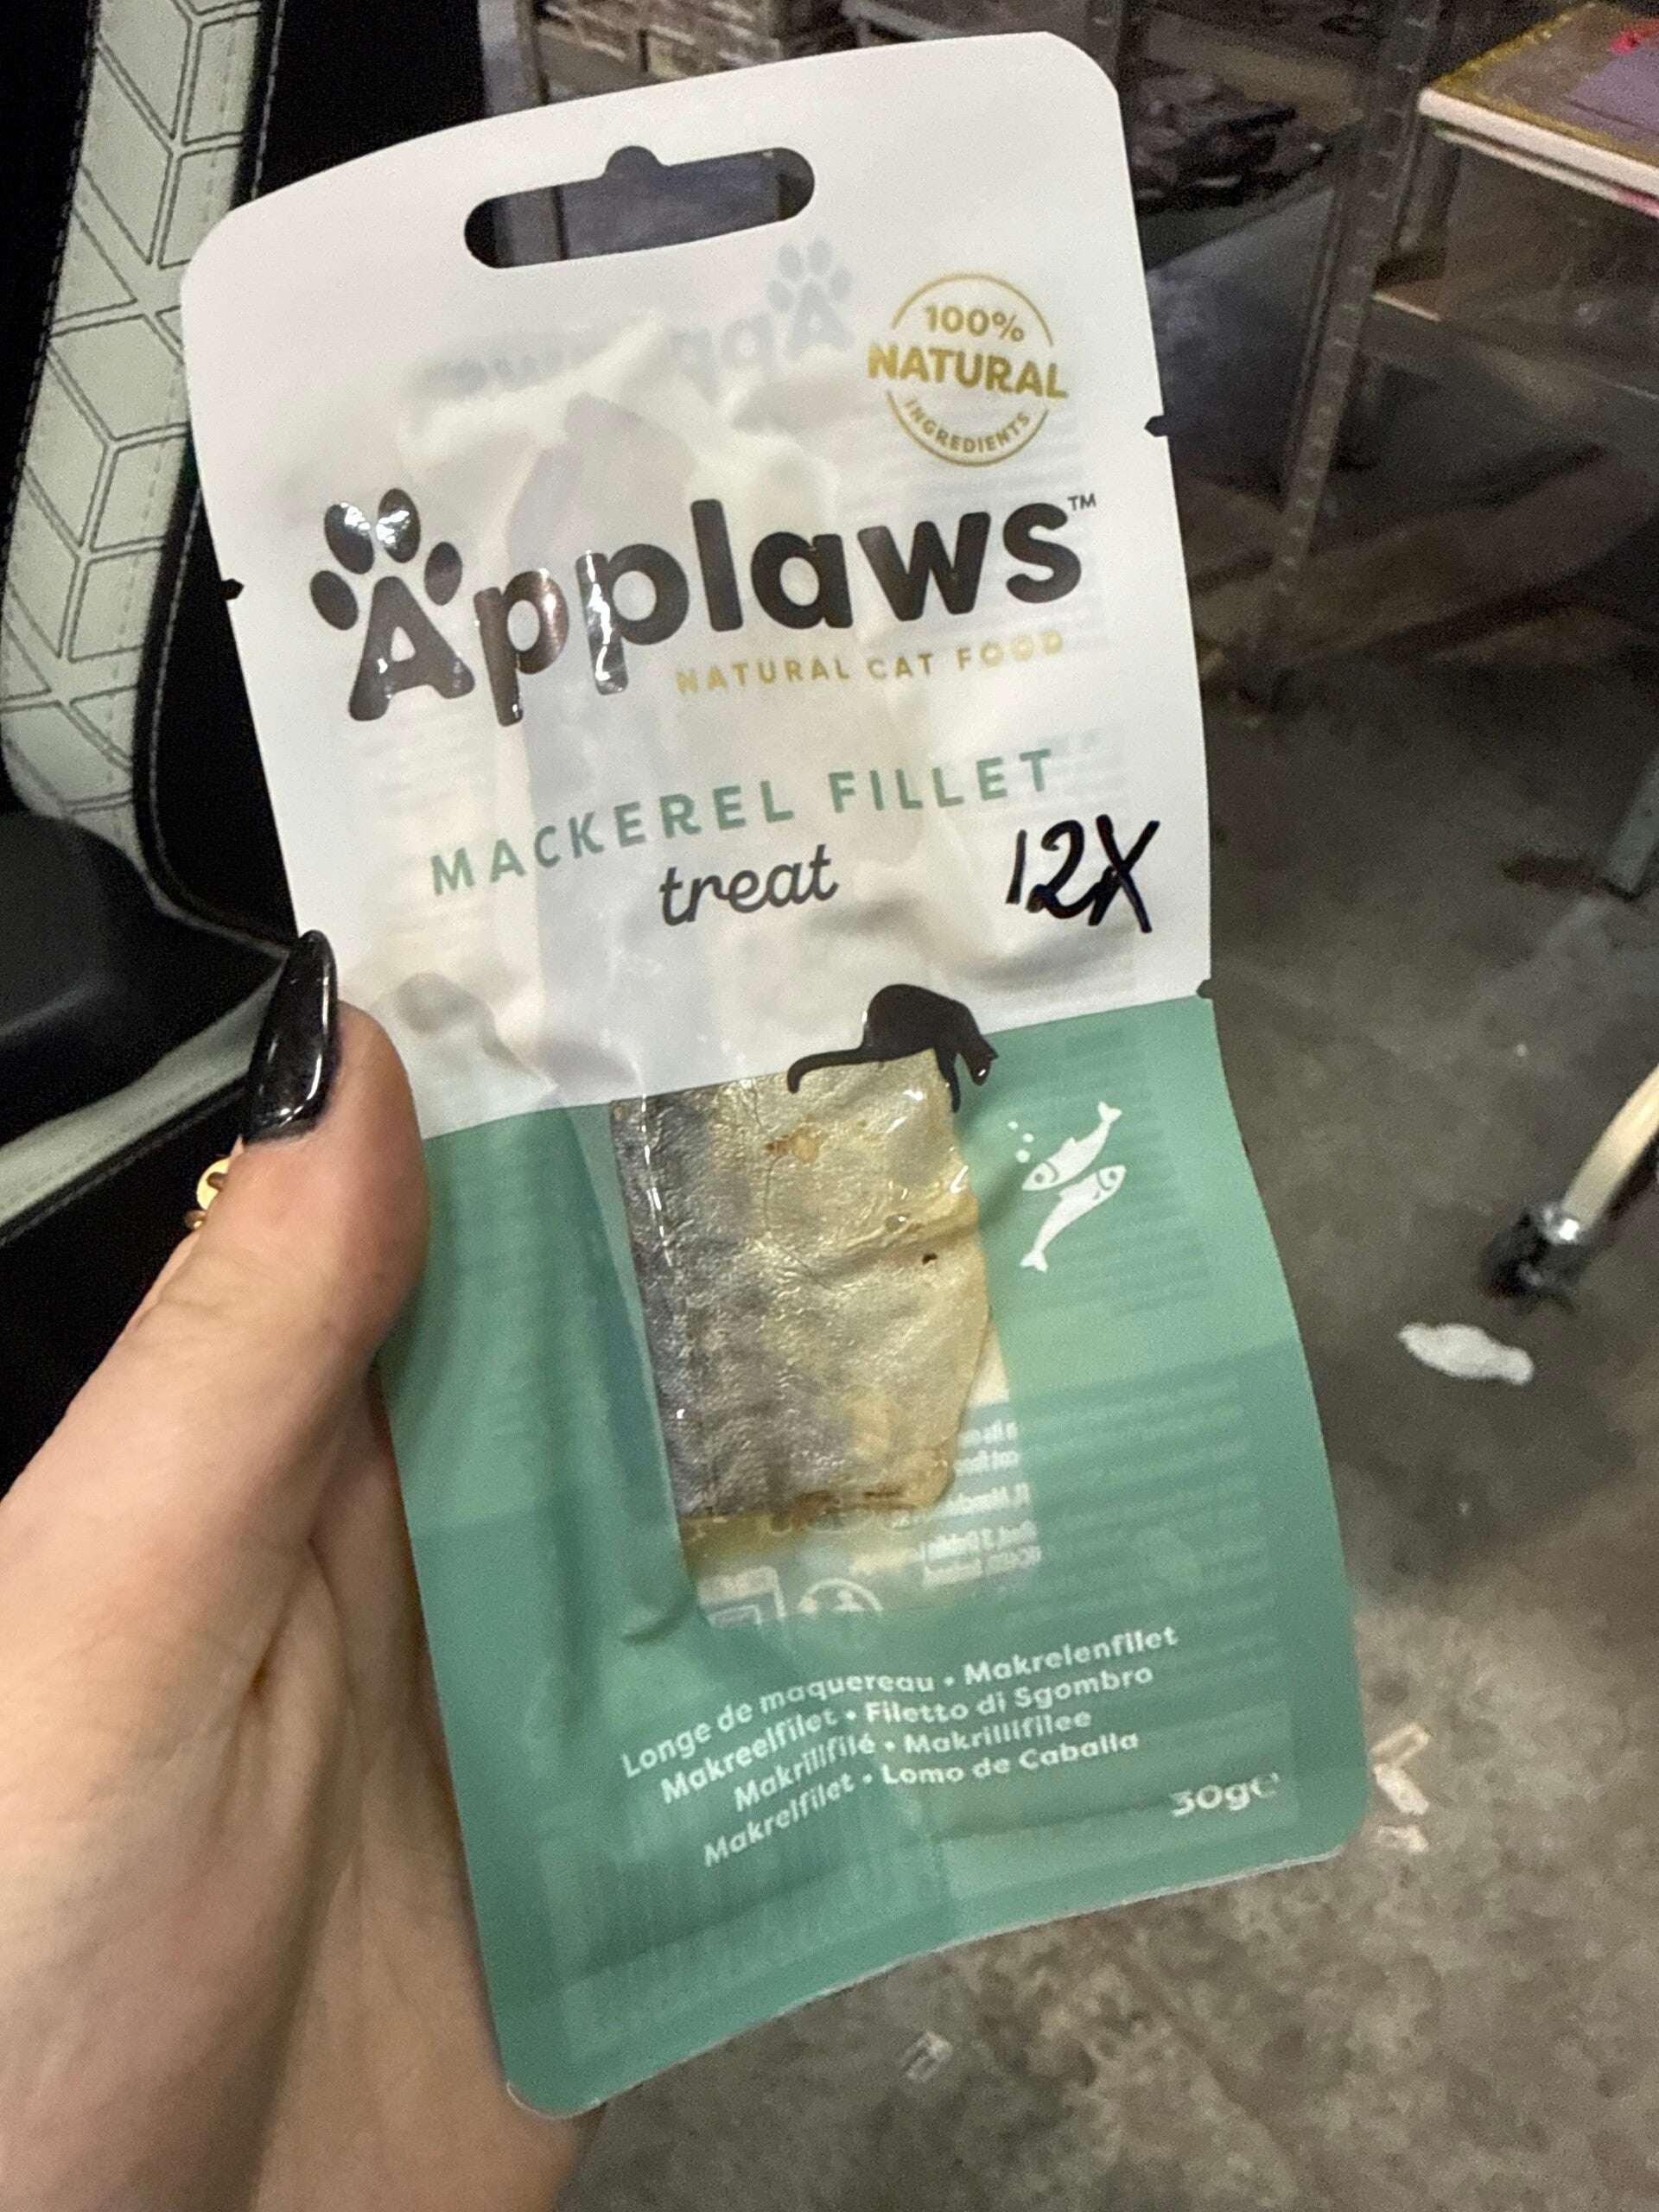 100%
NATURAL
INGREDIENTS
Applaws™
NATURAL CAT FOOD
MACKEREL FILLET
treat
12X
Longe de maquereau • Makrelenfilet
Makreelfilet • Filetto di Sgombro
Makrillfilé • Makrillifilee
Makrelfilet • Lomo de Caballa
30g℮